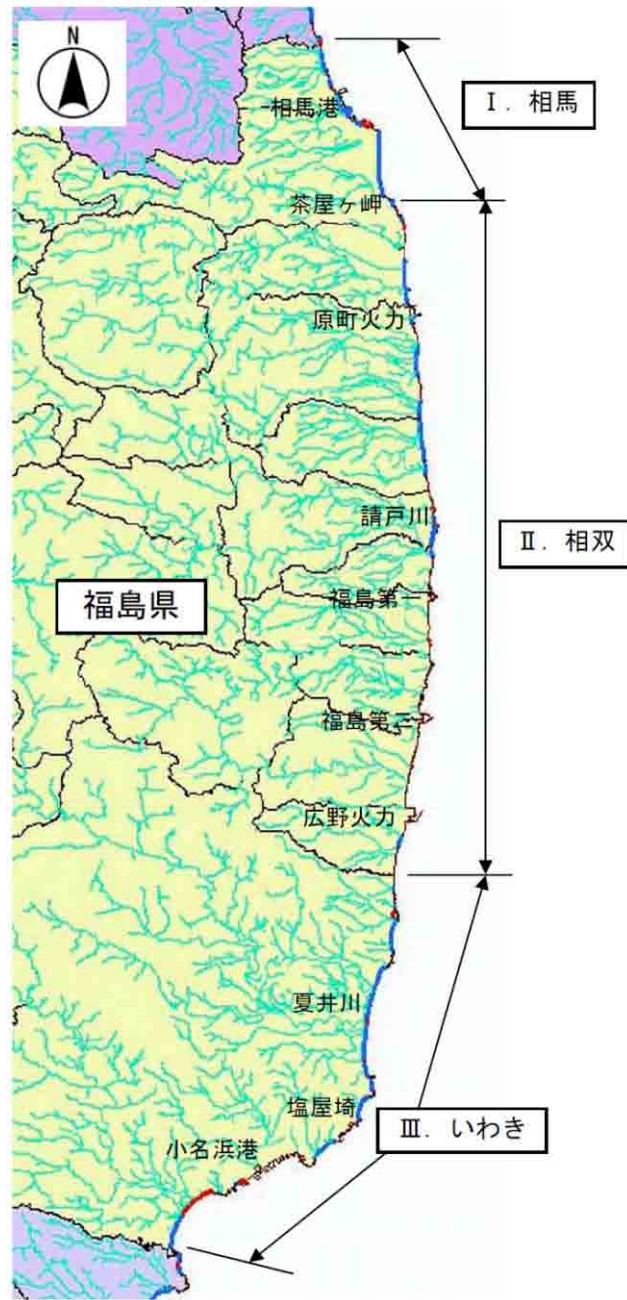 N
Ⅰ．相馬
相馬港
茶屋ヶ岬
原町火力
請戸川
Ⅱ．相双
福島県
福島第一
福島第二
広野火力
夏井川
塩屋埼
Ⅲ．いわき
小名浜港